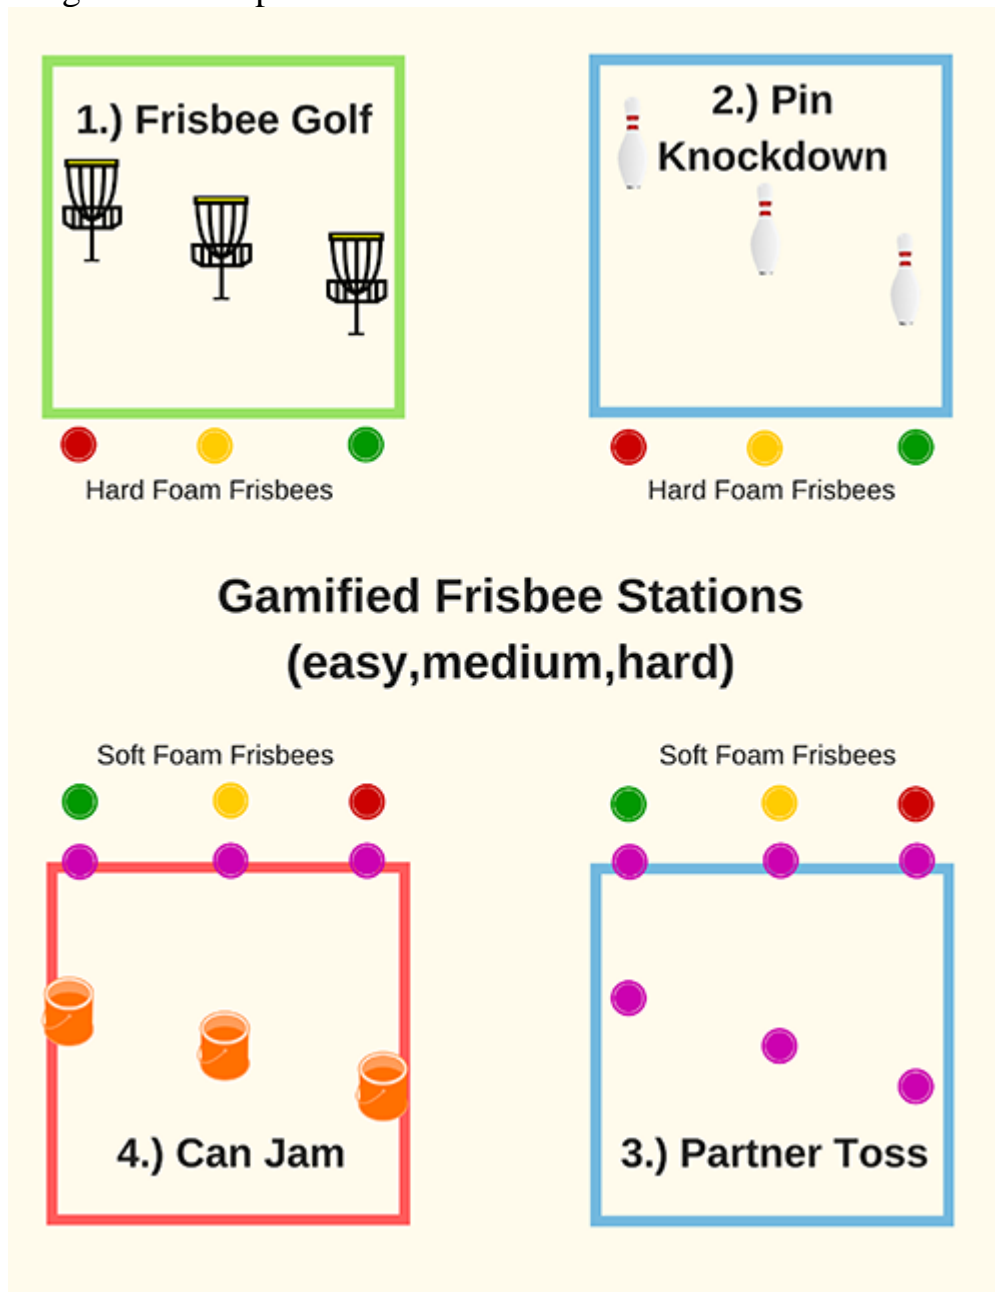 1.) Frisbee Golf
2.) Pin
Knockdown
Hard Foam Frisbees
Hard Foam Frisbees
Gamified Frisbee Stations
(easy,medium,hard)
Soft Foam Frisbees
Soft Foam Frisbees
4.) Can Jam
3.) Partner Toss